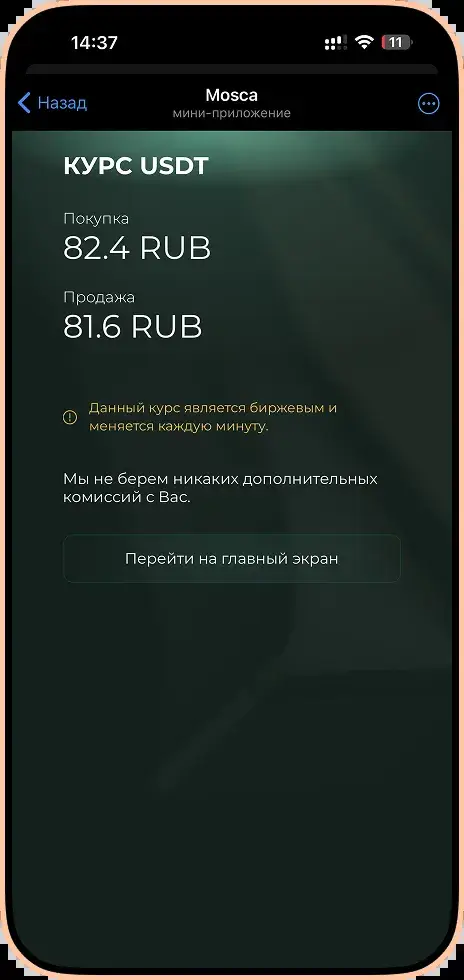 14:37
11
Назад
Mosca
мини-приложение
КУРС USDT
Покупка
82.4 RUB
Продажа
81.6 RUB
Данный курс является биржевым и
меняется каждую минуту.
Мы не берем никаких дополнительных
комиссий с Вас.
Перейти на главный экран